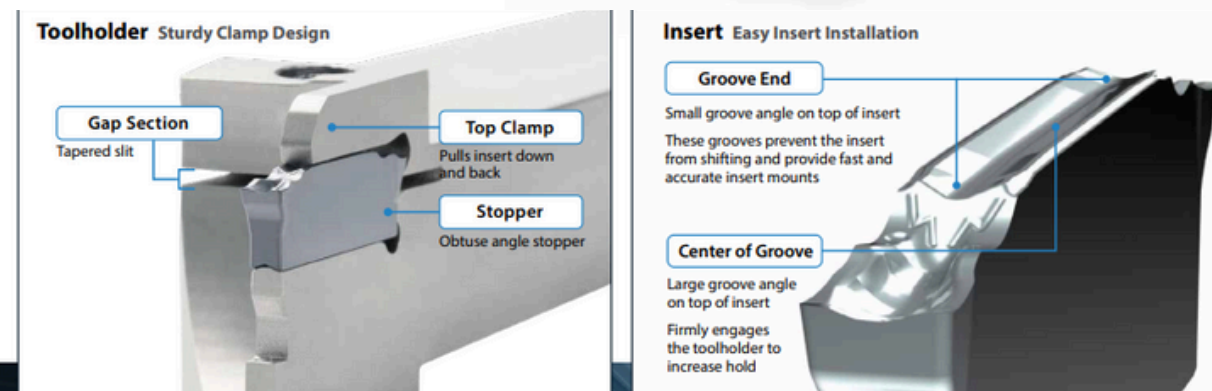 Toolholder Sturdy Clamp Design
Gap Section
Tapered slit
Top Clamp
Pulls insert down
and back
Stopper
Obtuse angle stopper
Insert Easy Insert Installation
Groove End
Small groove angle on top of insert
These grooves prevent the insert
from shifting and provide fast and
accurate insert mounts
Center of Groove
Large groove angle
on top of insert
Firmly engages
the toolholder to
increase hold